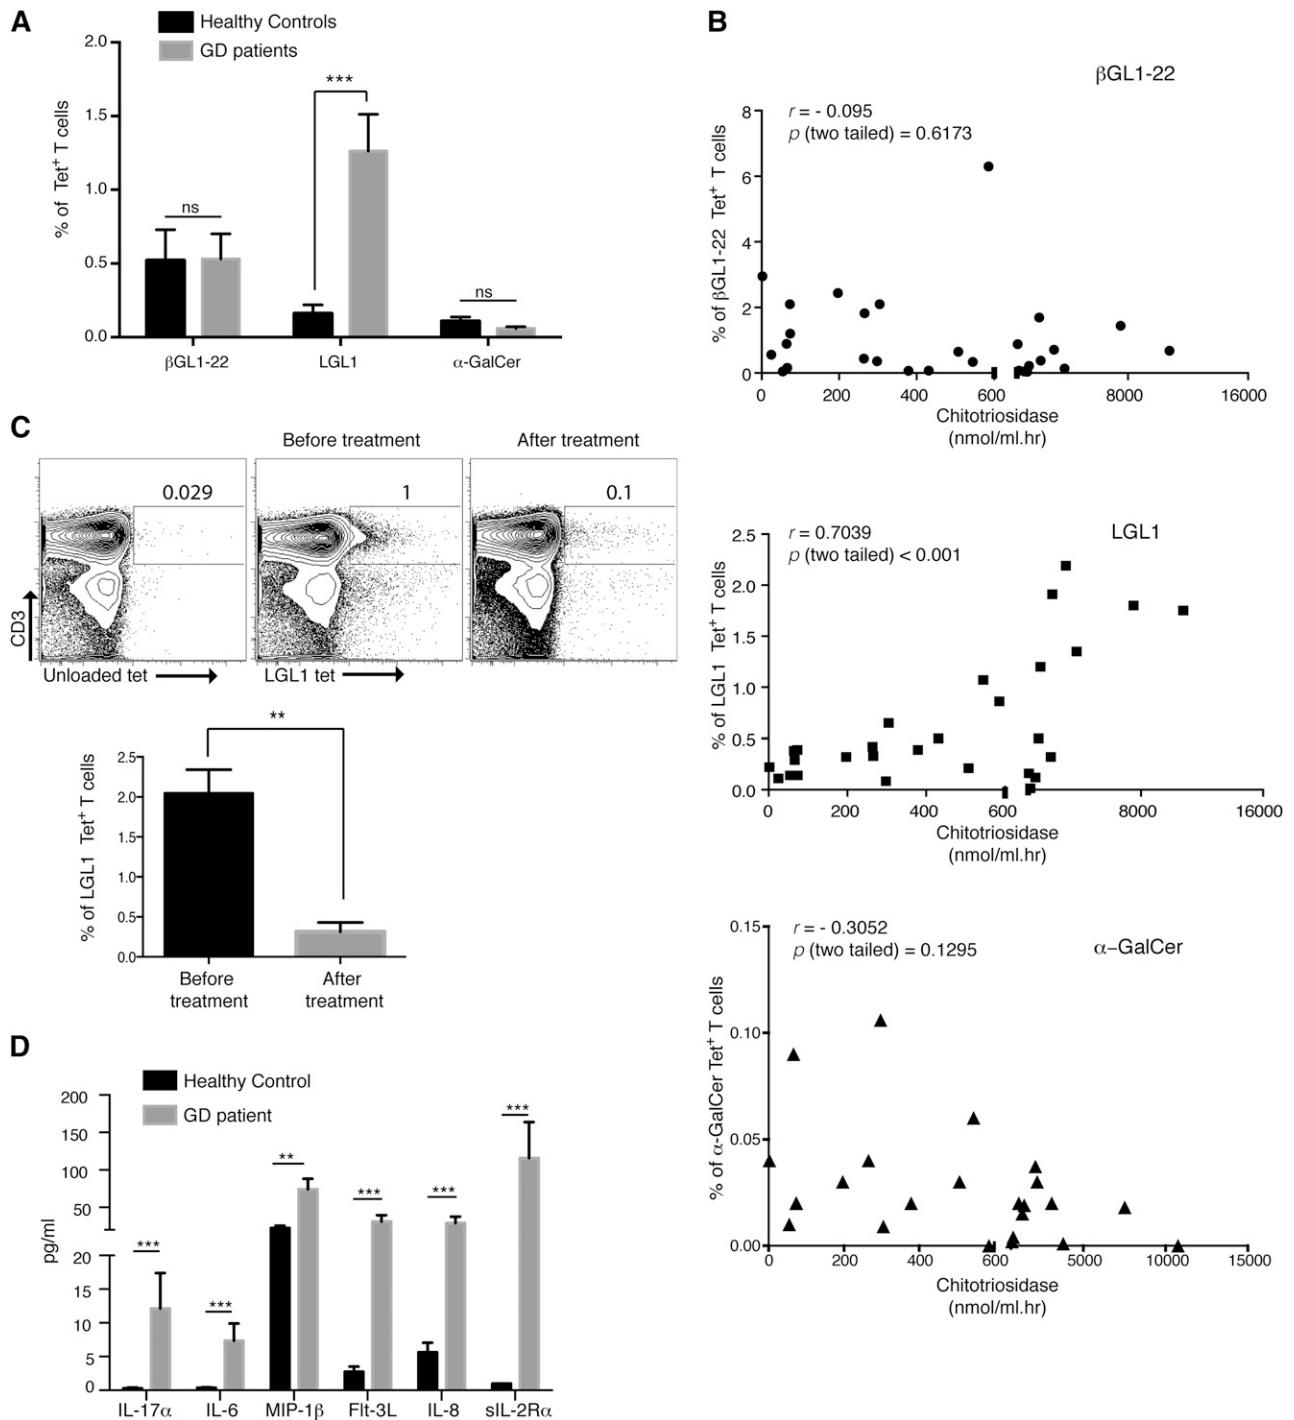 A
Healthy Controls
GD patients
% of Tet⁺ T cells
2.0
1.5
1.0
0.5
0.0
ns
***
ns
βGL1-22
LGL1
α-GalCer
B
βGL1-22
r = - 0.095
p (two tailed) = 0.6173
% of βGL1-22 Tet⁺ T cells
8
6
4
2
0
0 200 400 600 8000 16000
Chitotriosidase
(nmol/ml.hr)
LGL1
r = 0.7039
p (two tailed) < 0.001
% of LGL1 Tet⁺ T cells
2.5
2.0
1.5
1.0
0.5
0.0
0 200 400 600 8000 16000
Chitotriosidase
(nmol/ml.hr)
α–GalCer
r = - 0.3052
p (two tailed) = 0.1295
% of α-GalCer Tet⁺ T cells
0.15
0.10
0.05
0.00
0 200 400 600 5000 10000 15000
Chitotriosidase
(nmol/ml.hr)
C
Before treatment
After treatment
0.029
1
0.1
CD3
Unloaded tet
LGL1 tet
**
% of LGL1 Tet⁺ T cells
2.5
2.0
1.5
1.0
0.5
0.0
Before
treatment
After
treatment
D
Healthy Control
GD patient
pg/ml
200
150
100
50
20
15
10
5
0
***
***
**
***
***
***
IL-17α
IL-6
MIP-1β
Flt-3L
IL-8
sIL-2Rα